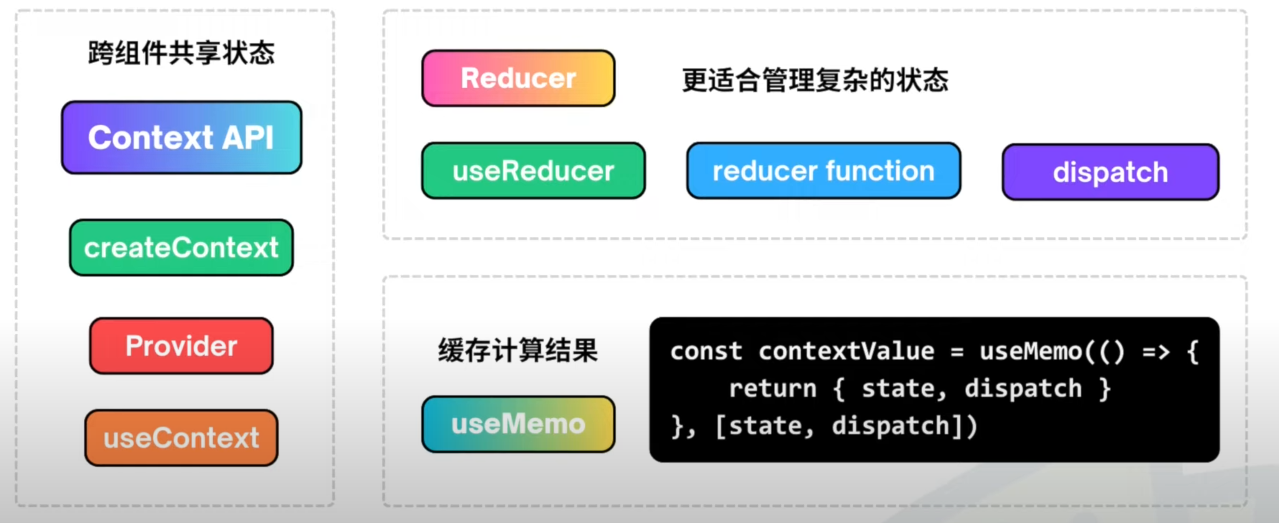 跨组件共享状态
Context API
createContext
Provider
useContext
Reducer
更适合管理复杂的状态
useReducer
reducer function
dispatch
缓存计算结果
useMemo
const contextValue = useMemo(() => {
    return { state, dispatch }
}, [state, dispatch])